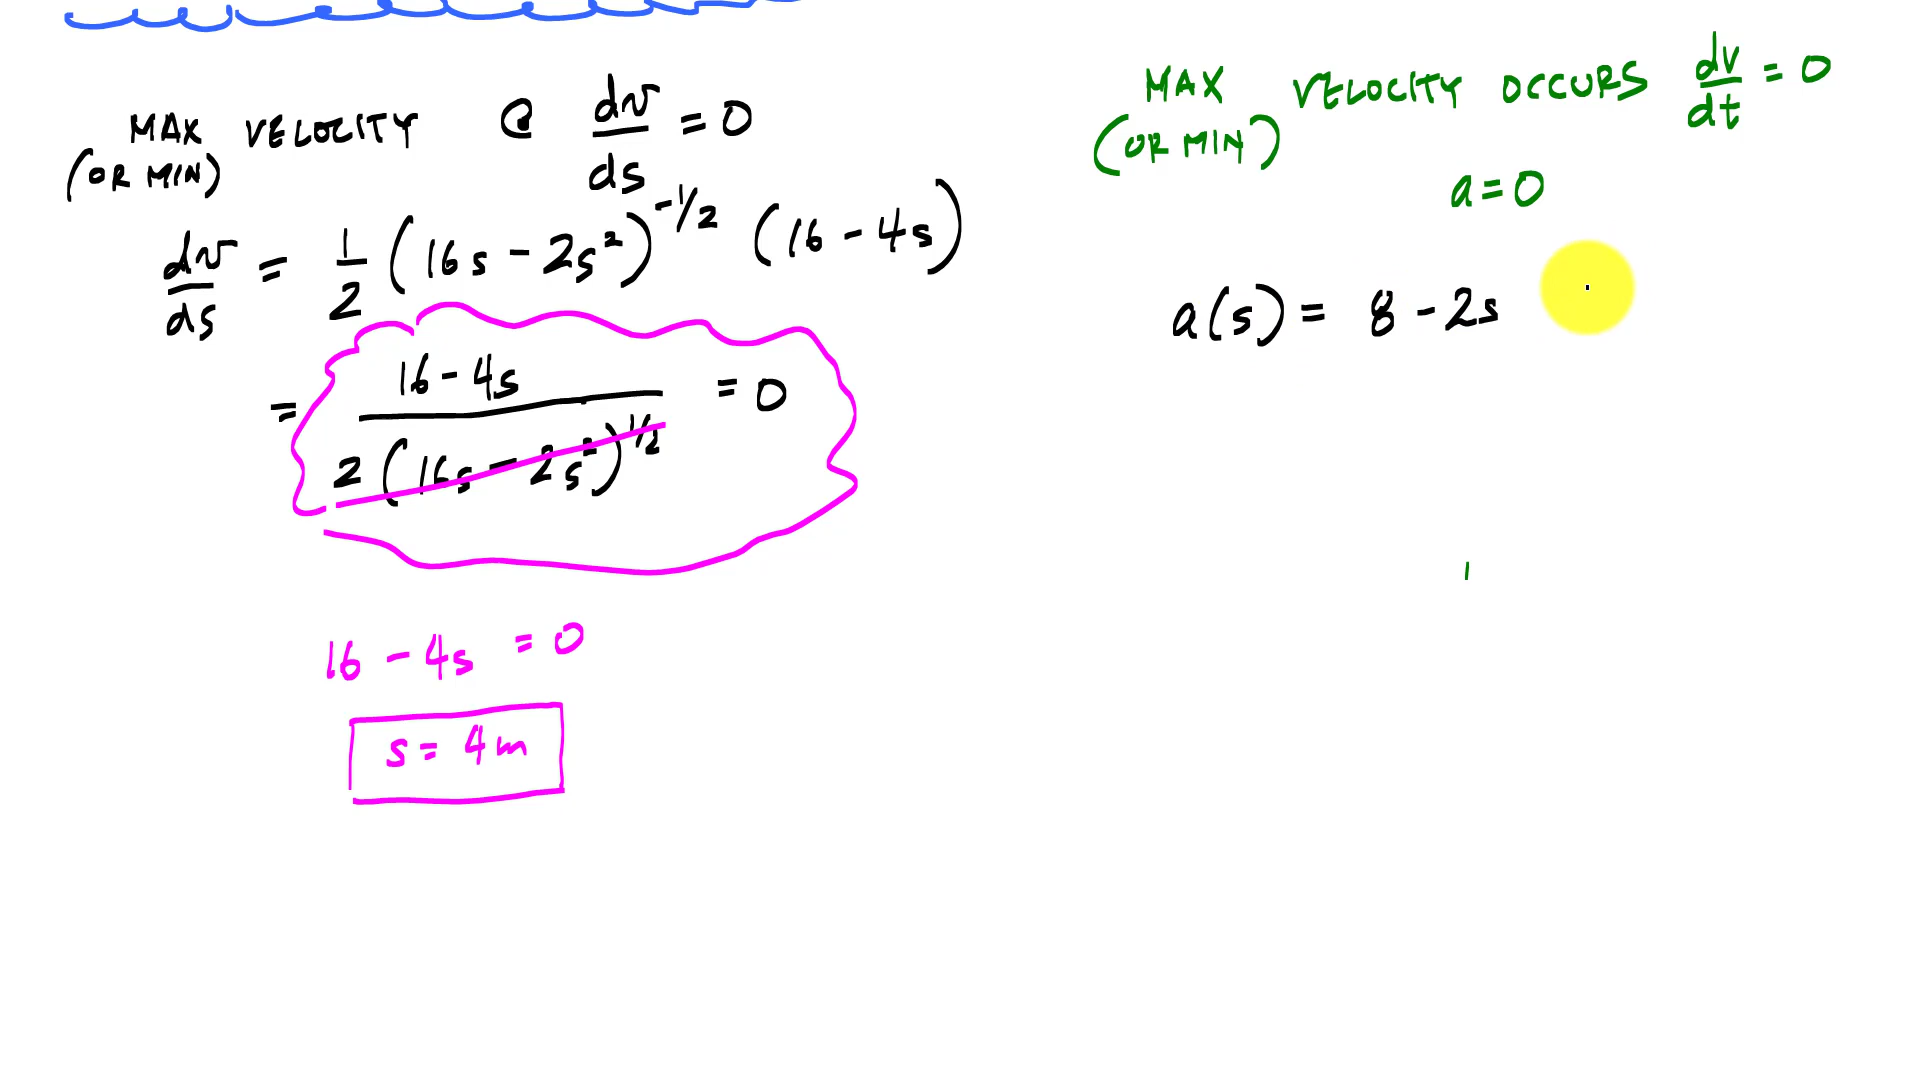 MAX VELOCITY @ dv/ds = 0
(OR MIN)
dv/ds = 1/2 (16s - 2s²)^-1/2 (16 - 4s)
= 16 - 4s / 2(16s - 2s²)^1/2 = 0
16 - 4s = 0
s = 4m
MAX VELOCITY OCCURS dv/dt = 0
(OR MIN)
a = 0
a(s) = 8 - 2s